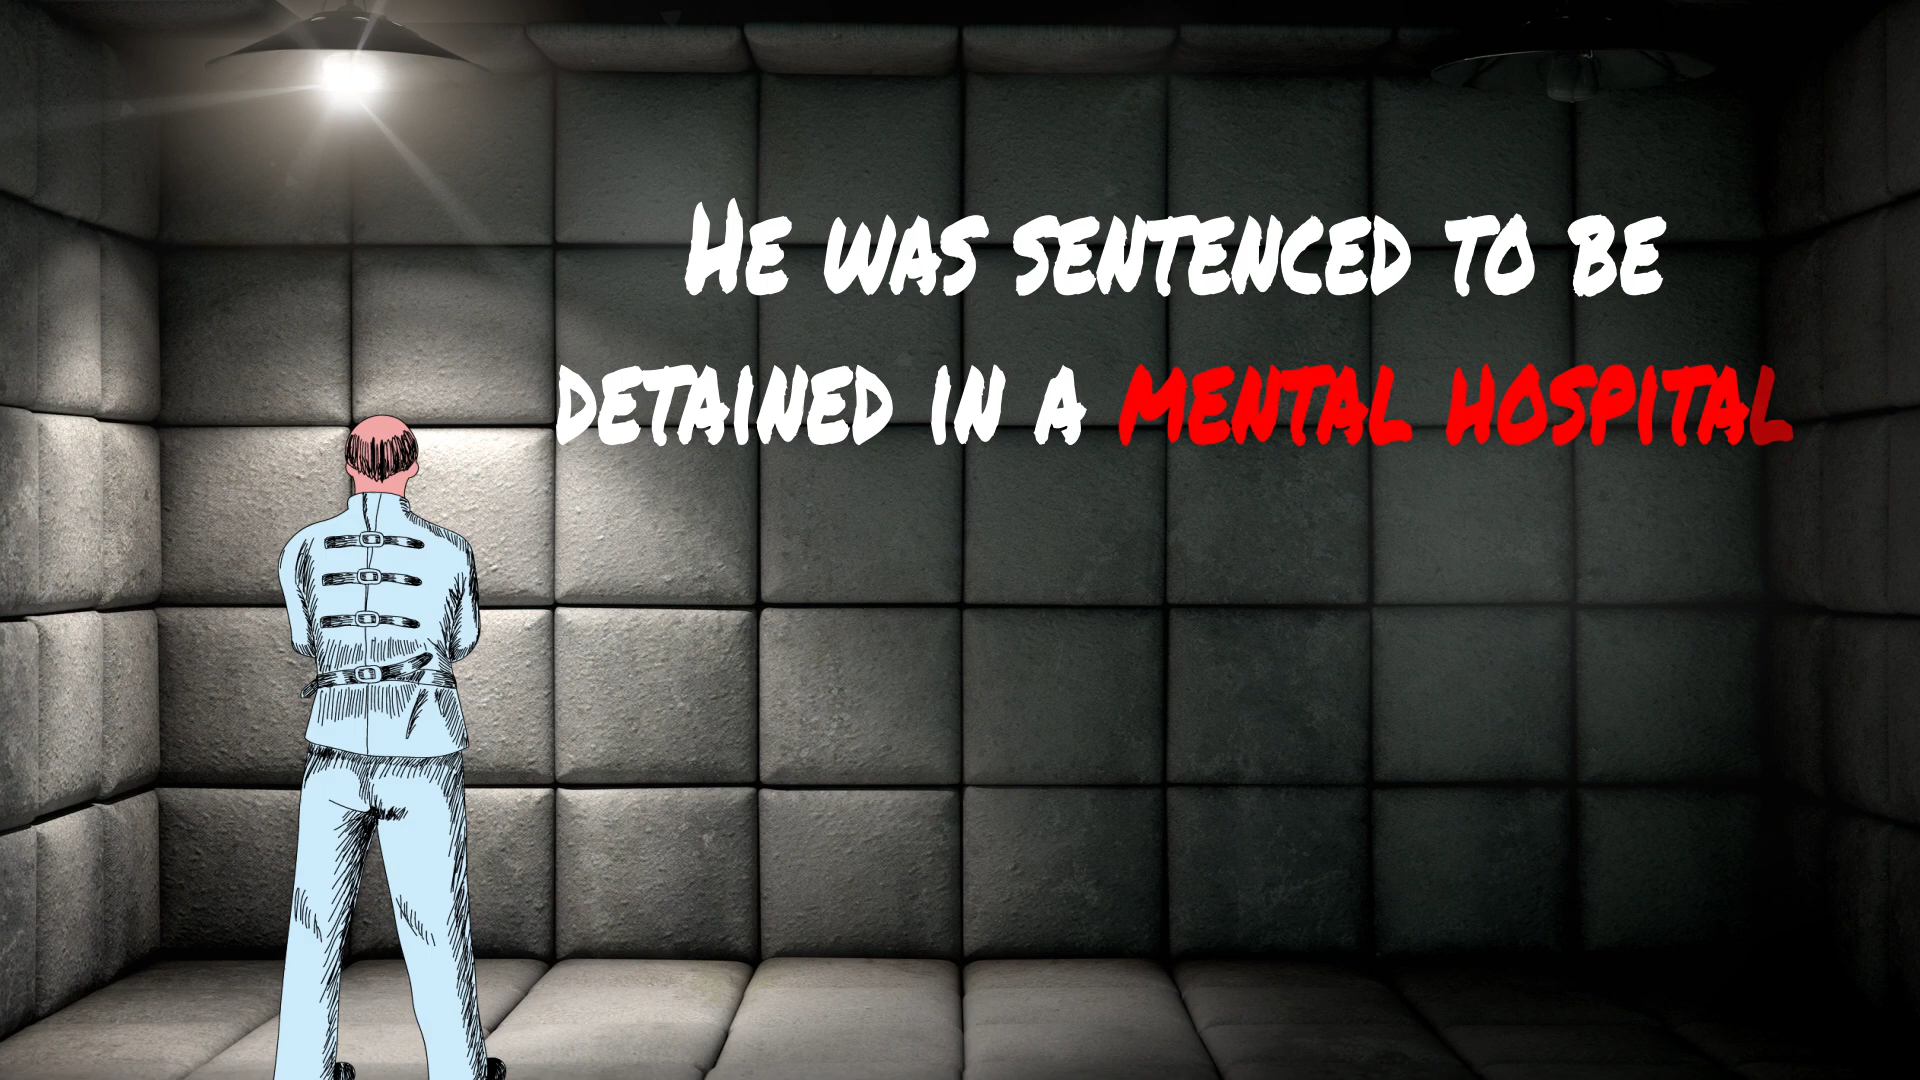 He was sentenced to be
detained in a mental hospital